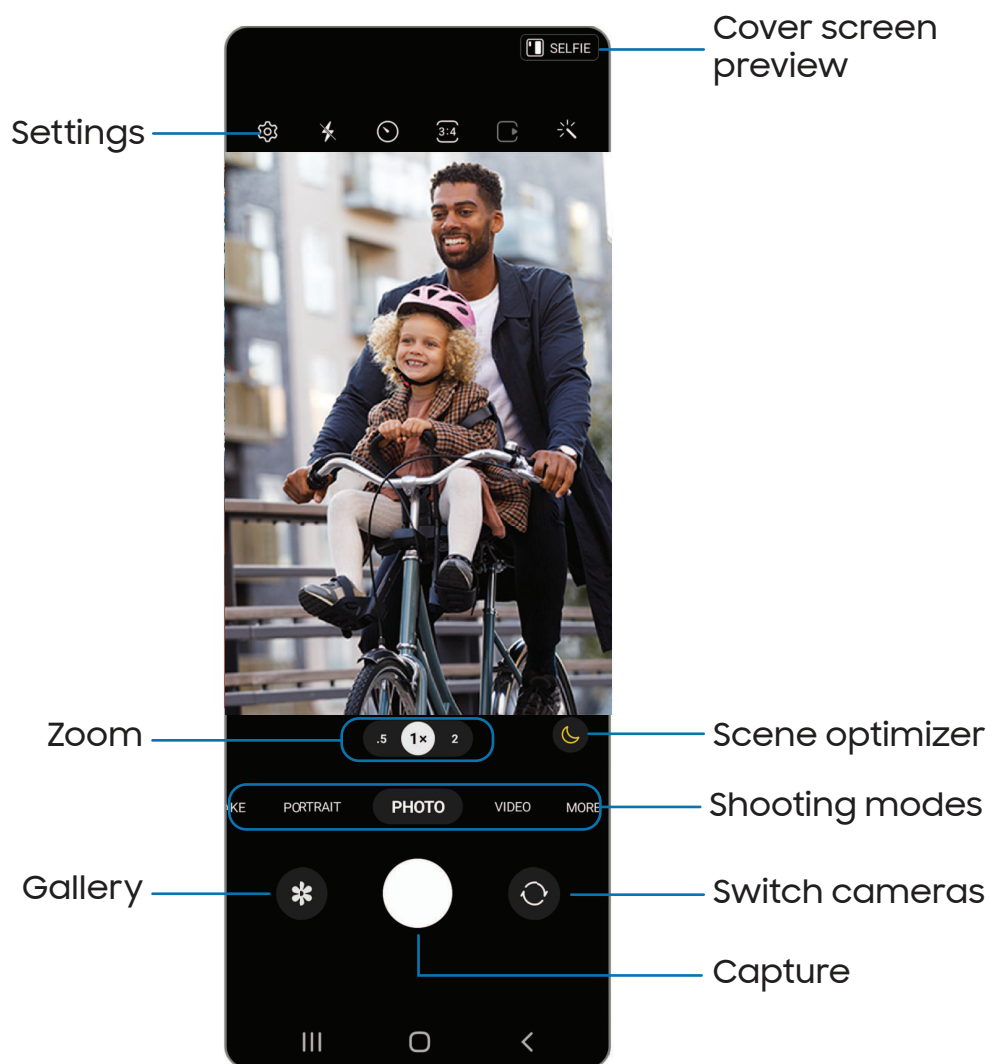 Cover screen
preview
SELFIE
Settings
3:4
Zoom
.5 1× 2
Scene optimizer
KE PORTRAIT PHOTO VIDEO MORE
Shooting modes
Gallery
Switch cameras
Capture